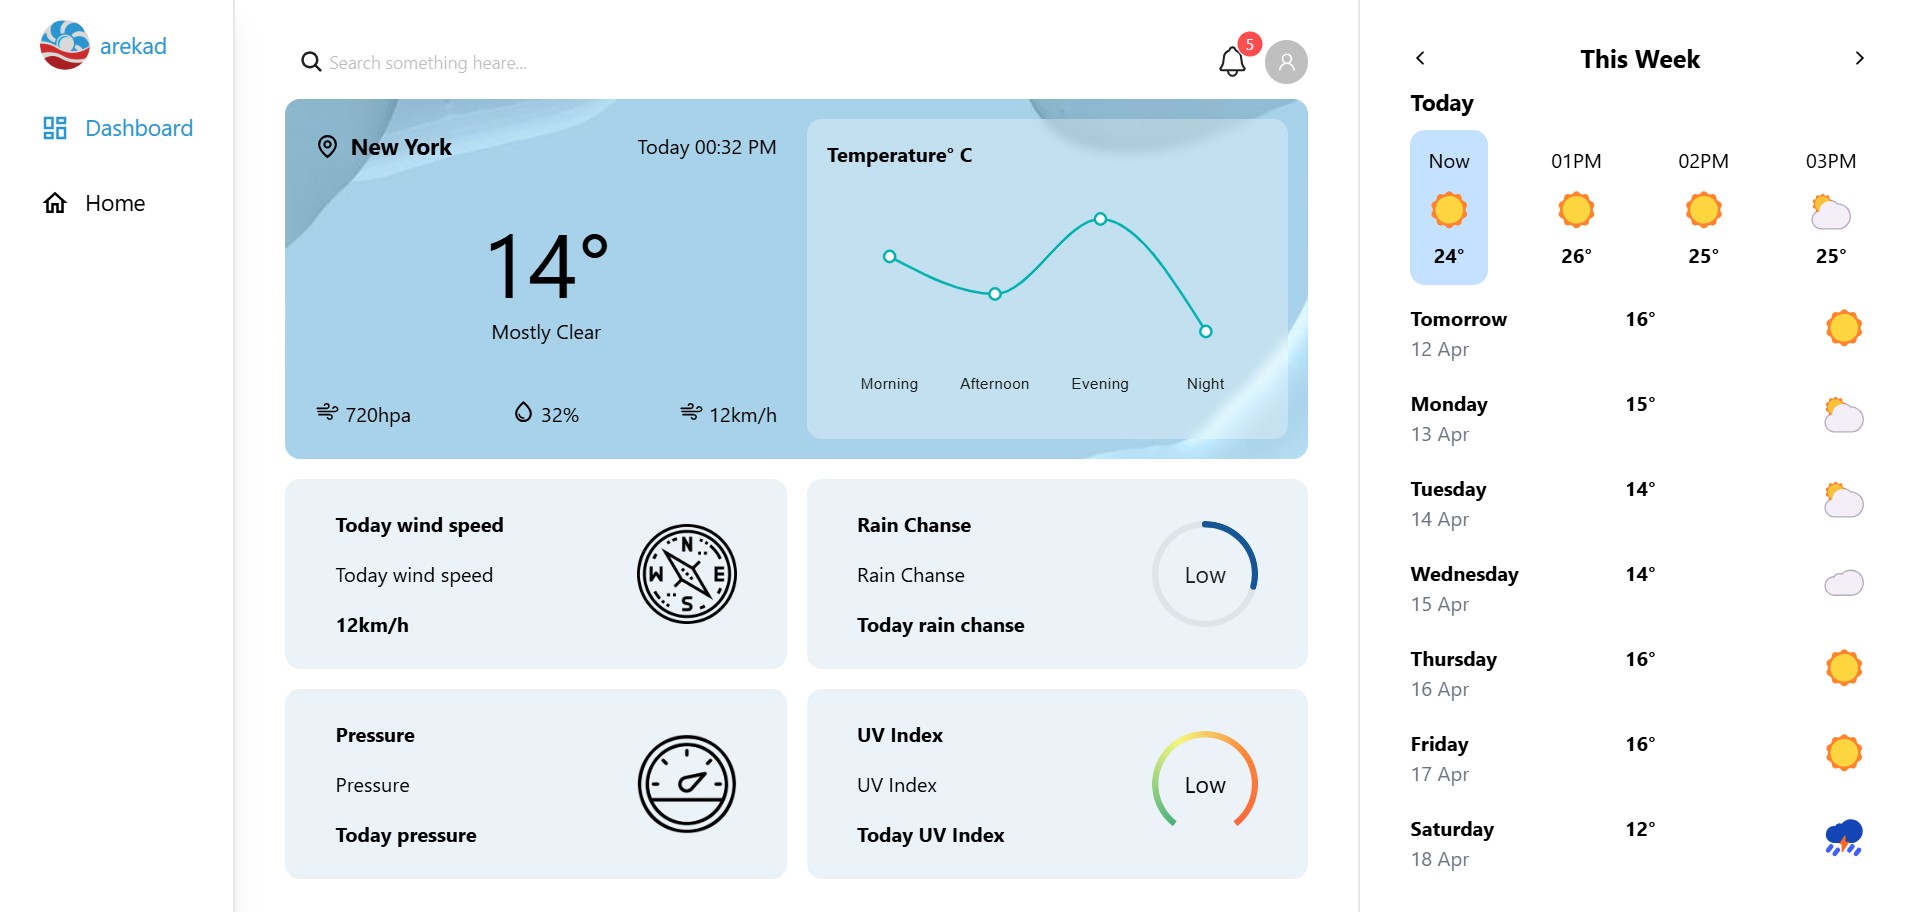 arekad
Dashboard
Home
Search something heare...
5
New York
Today 00:32 PM
14°
Mostly Clear
720hpa
32%
12km/h
Temperature° C
Morning Afternoon Evening Night
Today wind speed
Today wind speed
12km/h
N
W E
S
Rain Chanse
Rain Chanse
Today rain chanse
Low
Pressure
Pressure
Today pressure
UV Index
UV Index
Today UV Index
Low
This Week
Today
Now 01PM 02PM 03PM
24° 26° 25° 25°
Tomorrow 16°
12 Apr
Monday 15°
13 Apr
Tuesday 14°
14 Apr
Wednesday 14°
15 Apr
Thursday 16°
16 Apr
Friday 16°
17 Apr
Saturday 12°
18 Apr